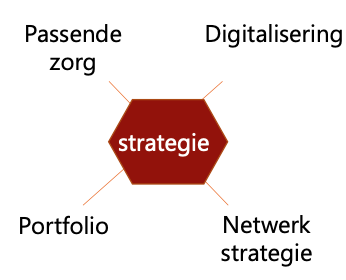 Passende
zorg
Digitalisering
strategie
Portfolio
Netwerk
strategie